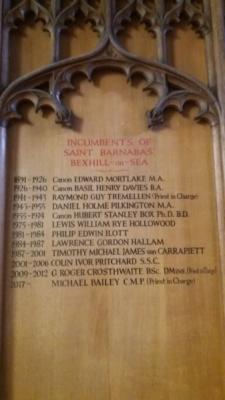 INCUMBENTS OF
SAINT BARNABAS
BEXHILL-on-SEA
1891-1926 Canon EDWARD MORTLAKE M.A.
1926-1940 Canon BASIL HENRY DAVIES B.A.
1941-1943 RAYMOND GUY TREMELLEN (Priest in Charge)
1943-1955 DANIEL HOLME PILKINGTON M.A.
1955-1974 Canon HUBERT STANLEY BOX Ph.D. B.D.
1975-1981 LEWIS WILLIAM RYE HOLLOWOOD
1981-1984 PHILIP EDWIN ILOTT
1984-1987 LAWRENCE GORDON HALLAM
1987-2001 TIMOTHY MICHAEL JAMES van CARRAPIETT
2001-2006 COLIN IVOR PRITCHARD S.S.C.
2009-2012 G. ROGER CROSTHWAITE BSc. DMin. (Priest in Charge)
2017- MICHAEL BAILEY C.M.P. (Priest in Charge)